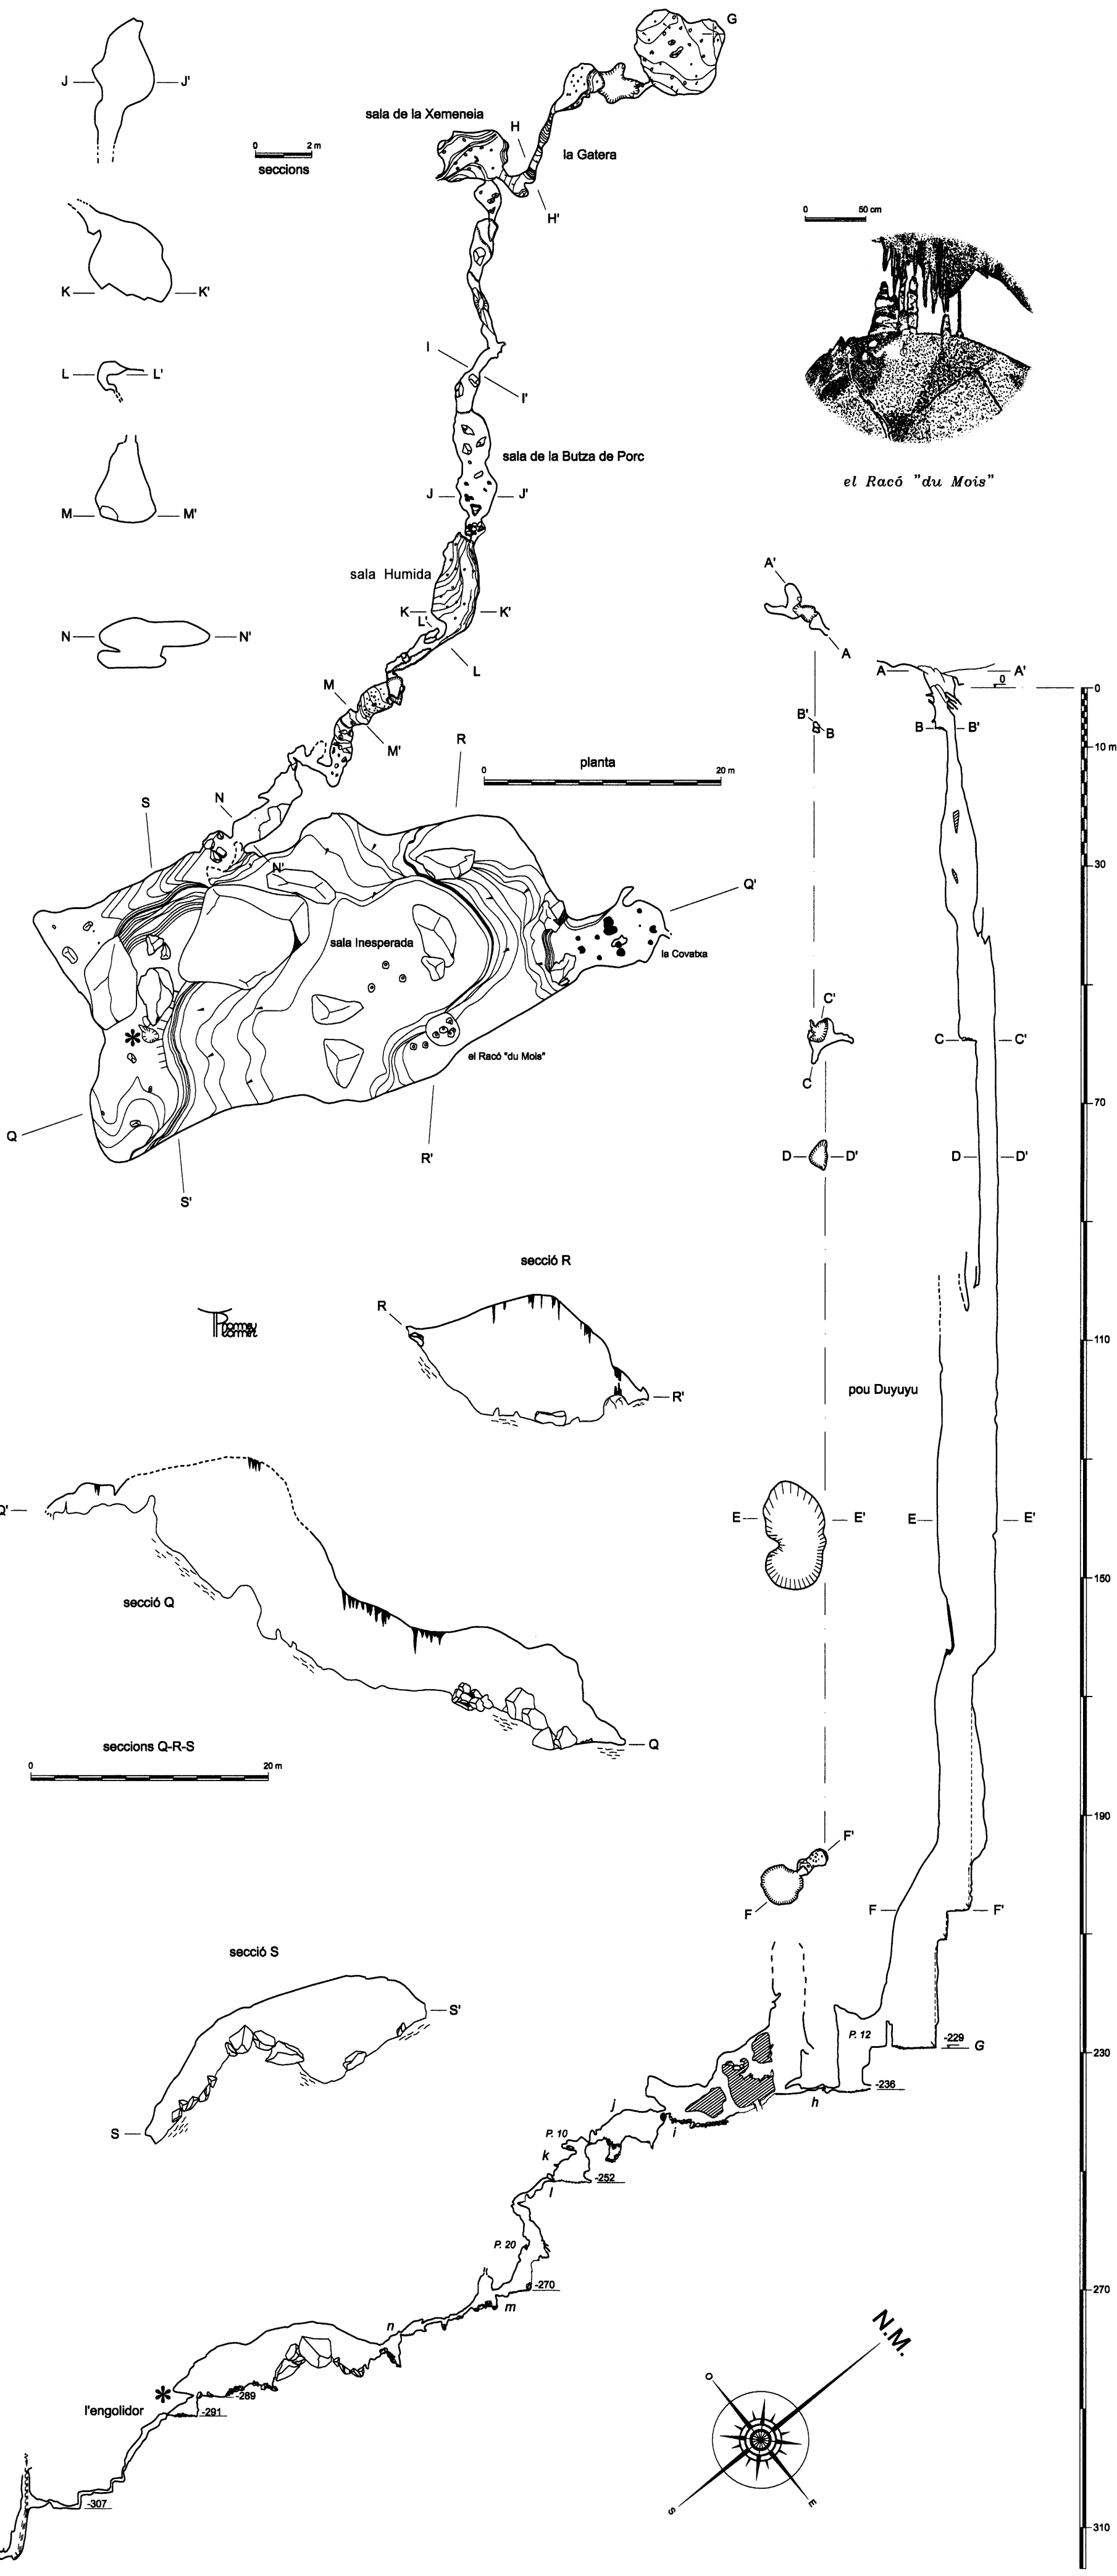 G
J
J'
sala de la Xemeneia
H
0 2 m
seccions
la Gatera
K
K'
H'
0 50 cm
I
I'
L
L'
sala de la Butza de Porc
J
J'
el Racó "du Mois"
M
M'
sala Humida
A'
K
K'
L'
N
N'
L
A
A
A'
0
0
M
B'
B
B
B'
M'
R
10 m
planta
0 20 m
S
N
N'
30
Q'
sala Inesperada
la Covatxa
C'
C
C'
el Racó "du Mois"
C
70
Q
R'
D
D'
D
D'
S'
secció R
R
110
R'
pou Duyuyu
Q'
E
E'
E
E'
150
secció Q
Q
seccions Q-R-S
0 20 m
190
F'
F
F
F'
secció S
S'
P. 12
-229
G
230
-236
h
S
j
i
P. 10
k
-252
l
P. 20
-270
270
m
n
N.M.
O
-289
l'engolidor
-291
S
E
-307
310